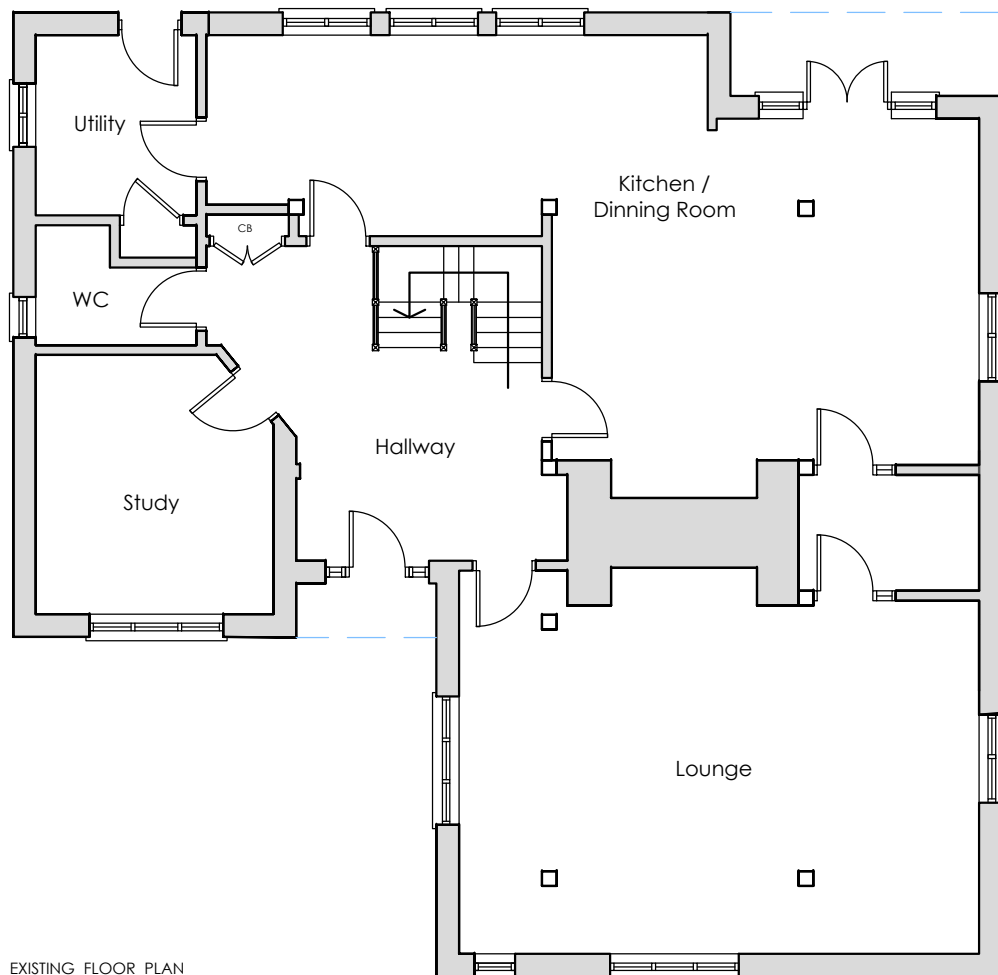 Utility
Kitchen /
Dinning Room
CB
WC
Hallway
Study
Lounge
EXISTING FLOOR PLAN